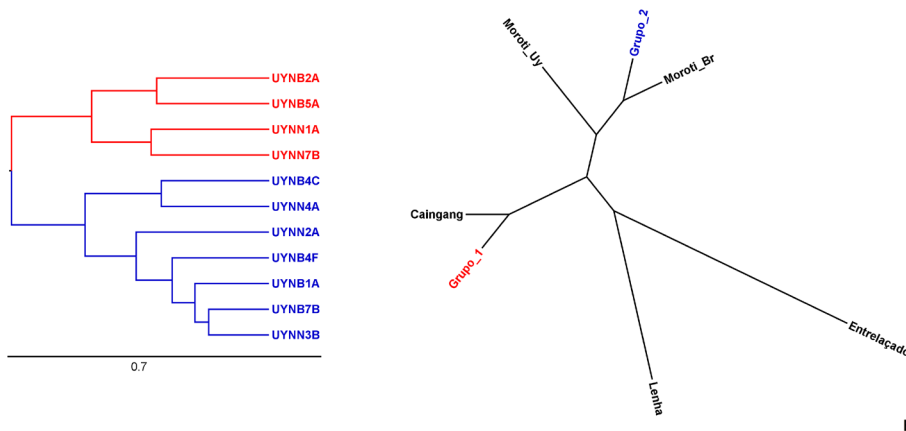 UYNB2A
UYNB5A
UYNN1A
UYNN7B
UYNB4C
UYNN4A
UYNN2A
UYNB4F
UYNB1A
UYNB7B
UYNN3B
0.7
Moroti_Uy
Grupo_2
Moroti_Br
Caingang
Grupo_1
Entrelaçado
Lenha